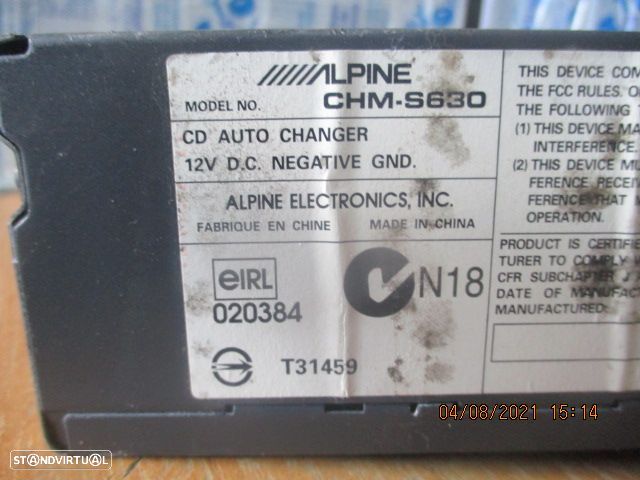 ALPINE
MODEL NO. CHM-S630
CD AUTO CHANGER
12V D.C. NEGATIVE GND.
ALPINE ELECTRONICS, INC.
FABRIQUE EN CHINE MADE IN CHINA
eIRL
020384
N18
T31459
THIS DEVICE COM
THE FCC RULES. O
THE FOLLOWING
(1) THIS DEVICE MA
INTERFERENCE.
(2) THIS DEVICE MU
FERENCE RECEI
FERENCE THAT M
OPERATION.
PRODUCT IS CERTIFIE
TURER TO COMPLY
CFR SUBCHAPTER J
DATE OF MANUFACT
MANUFACTURED:
04/08/2021 15:14
STANDVIRTUAL